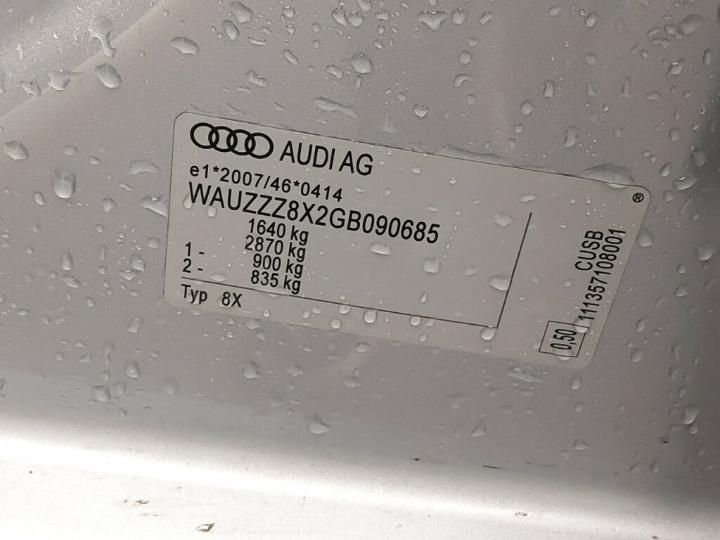 AUDI AG
e1*2007/46*0414
WAUZZZ8X2GB090685
1640 kg
2870 kg
1 - 900 kg
2 - 835 kg
Typ 8X
®
CUSB
111357108001
0,50